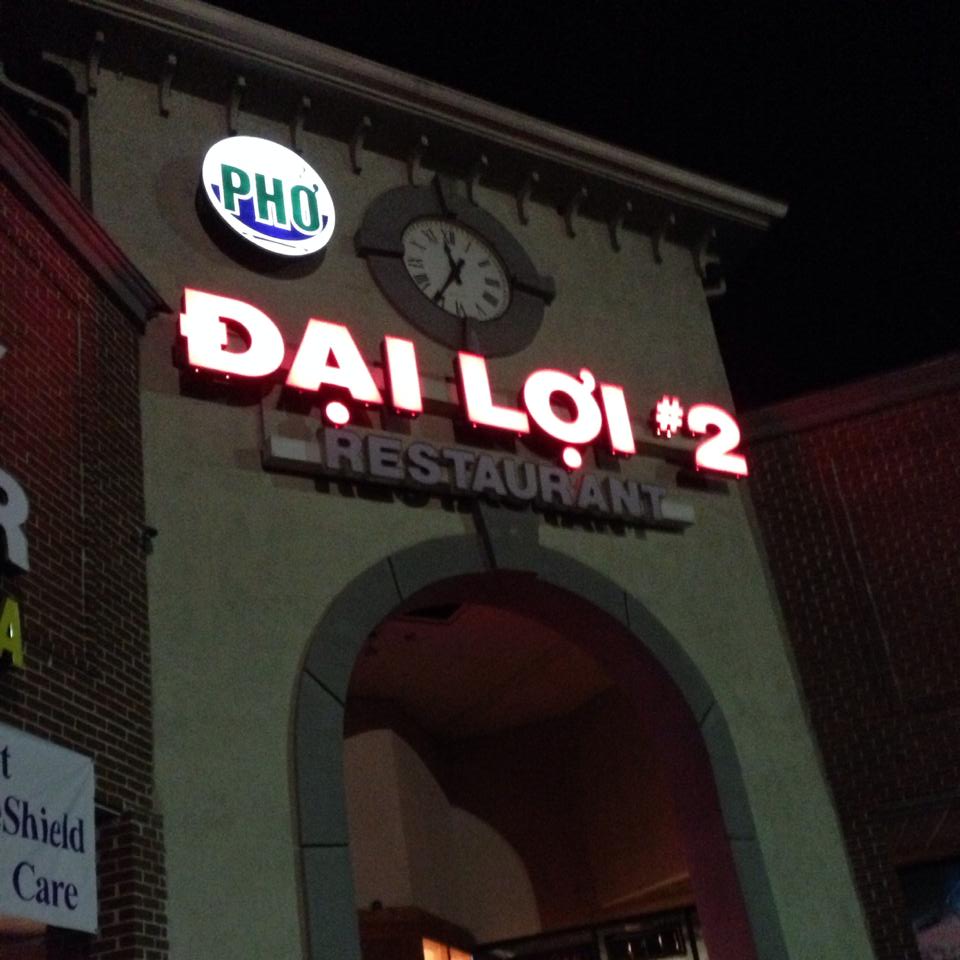 PHỞ
ĐẠI LỢI #2
RESTAURANT
R
A
t
Shield
Care